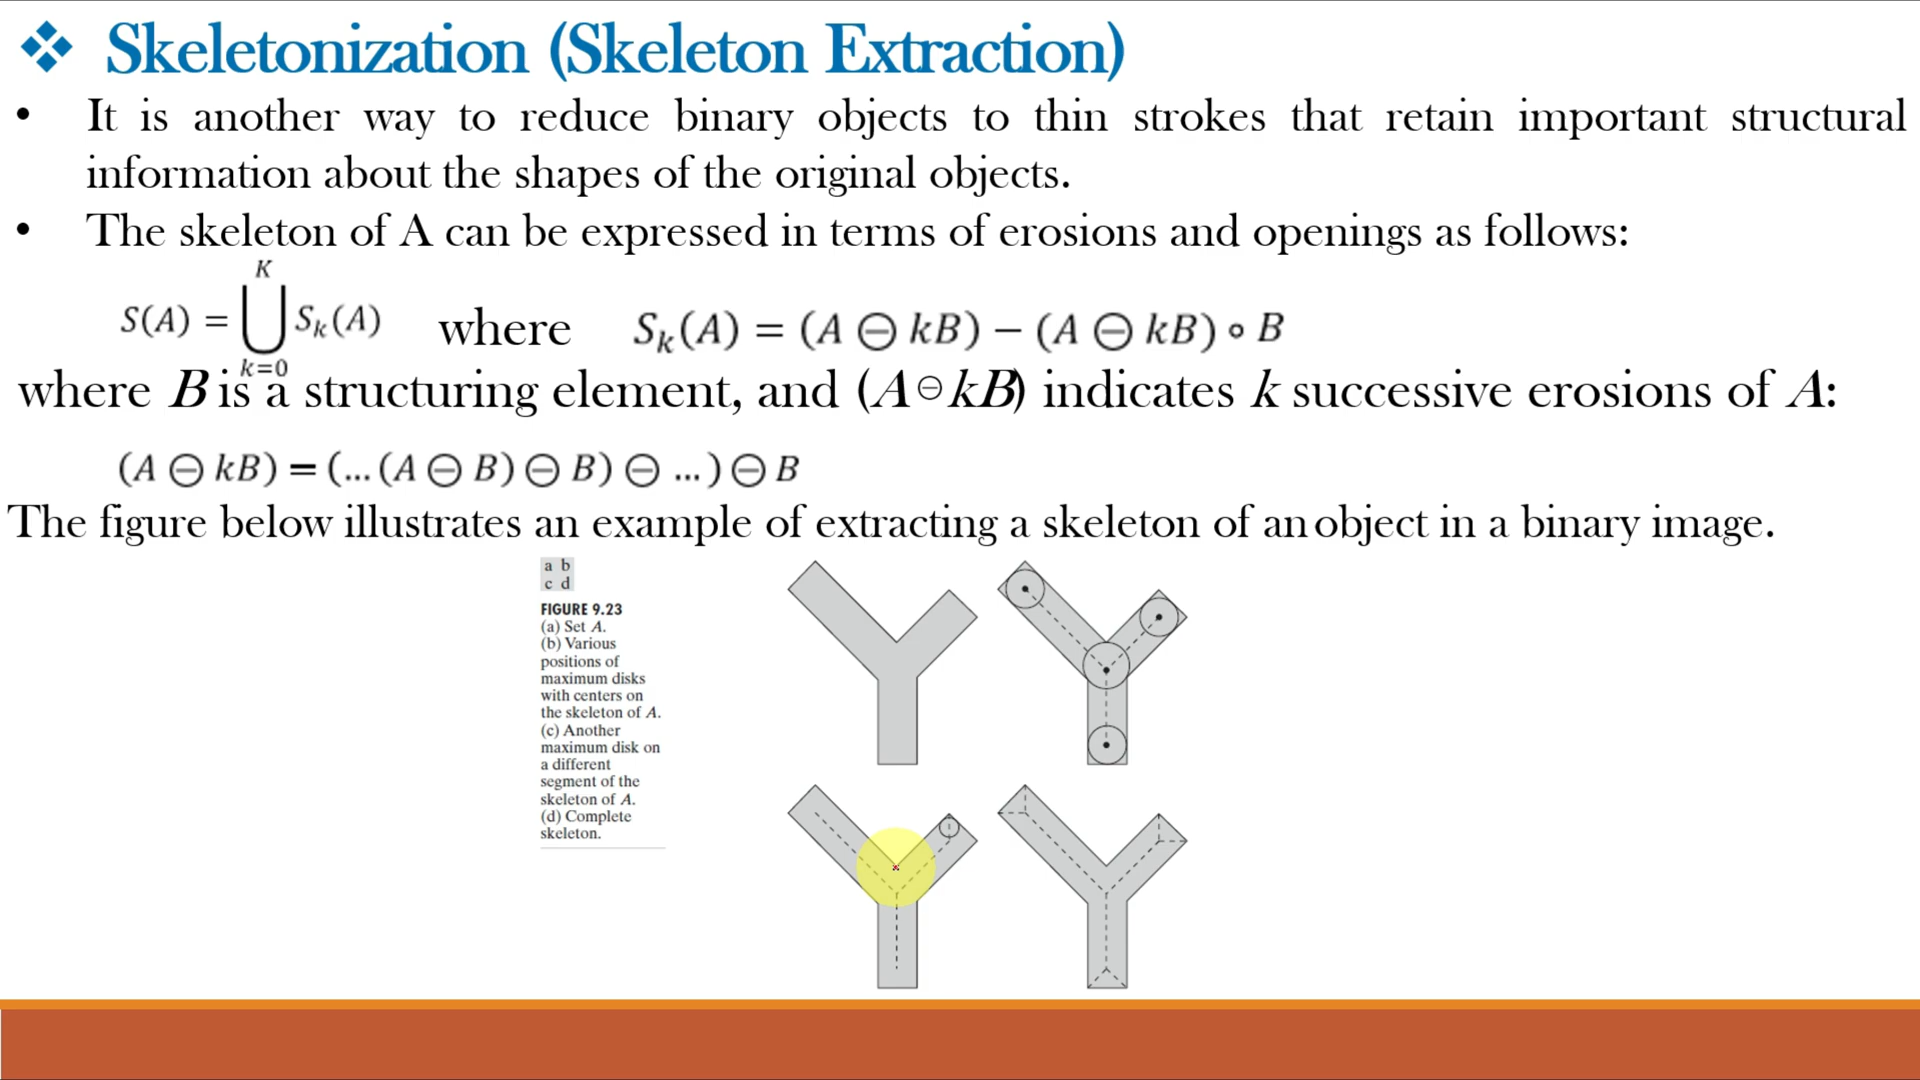 Skeletonization (Skeleton Extraction)
• It is another way to reduce binary objects to thin strokes that retain important structural
information about the shapes of the original objects.
• The skeleton of A can be expressed in terms of erosions and openings as follows:
S(A) = ⋃_{k=0}^{K} S_k(A) where S_k(A) = (A ⊖ kB) − (A ⊖ kB) ∘ B
where B is a structuring element, and (A⊖kB) indicates k successive erosions of A:
(A ⊖ kB) = (… (A ⊖ B) ⊖ B) ⊖ … ) ⊖ B
The figure below illustrates an example of extracting a skeleton of an object in a binary image.
a b
c d
FIGURE 9.23
(a) Set A.
(b) Various
positions of
maximum disks
with centers on
the skeleton of A.
(c) Another
maximum disk on
a different
segment of the
skeleton of A.
(d) Complete
skeleton.